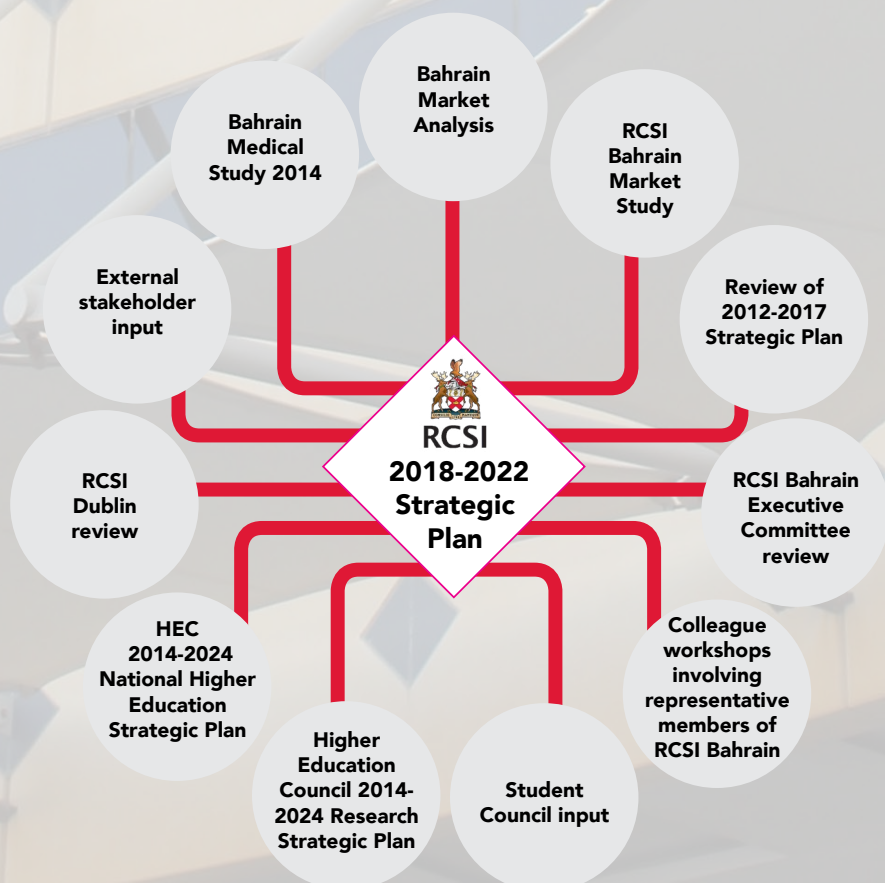 Bahrain
Market
Analysis
Bahrain
Medical
Study 2014
RCSI
Bahrain
Market
Study
External
stakeholder
input
Review of
2012-2017
Strategic Plan
RCSI
2018-2022
Strategic
Plan
RCSI
Dublin
review
RCSI Bahrain
Executive
Committee
review
HEC
2014-2024
National Higher
Education
Strategic Plan
Colleague
workshops
involving
representative
members of
RCSI Bahrain
Higher
Education
Council 2014-
2024 Research
Strategic Plan
Student
Council input